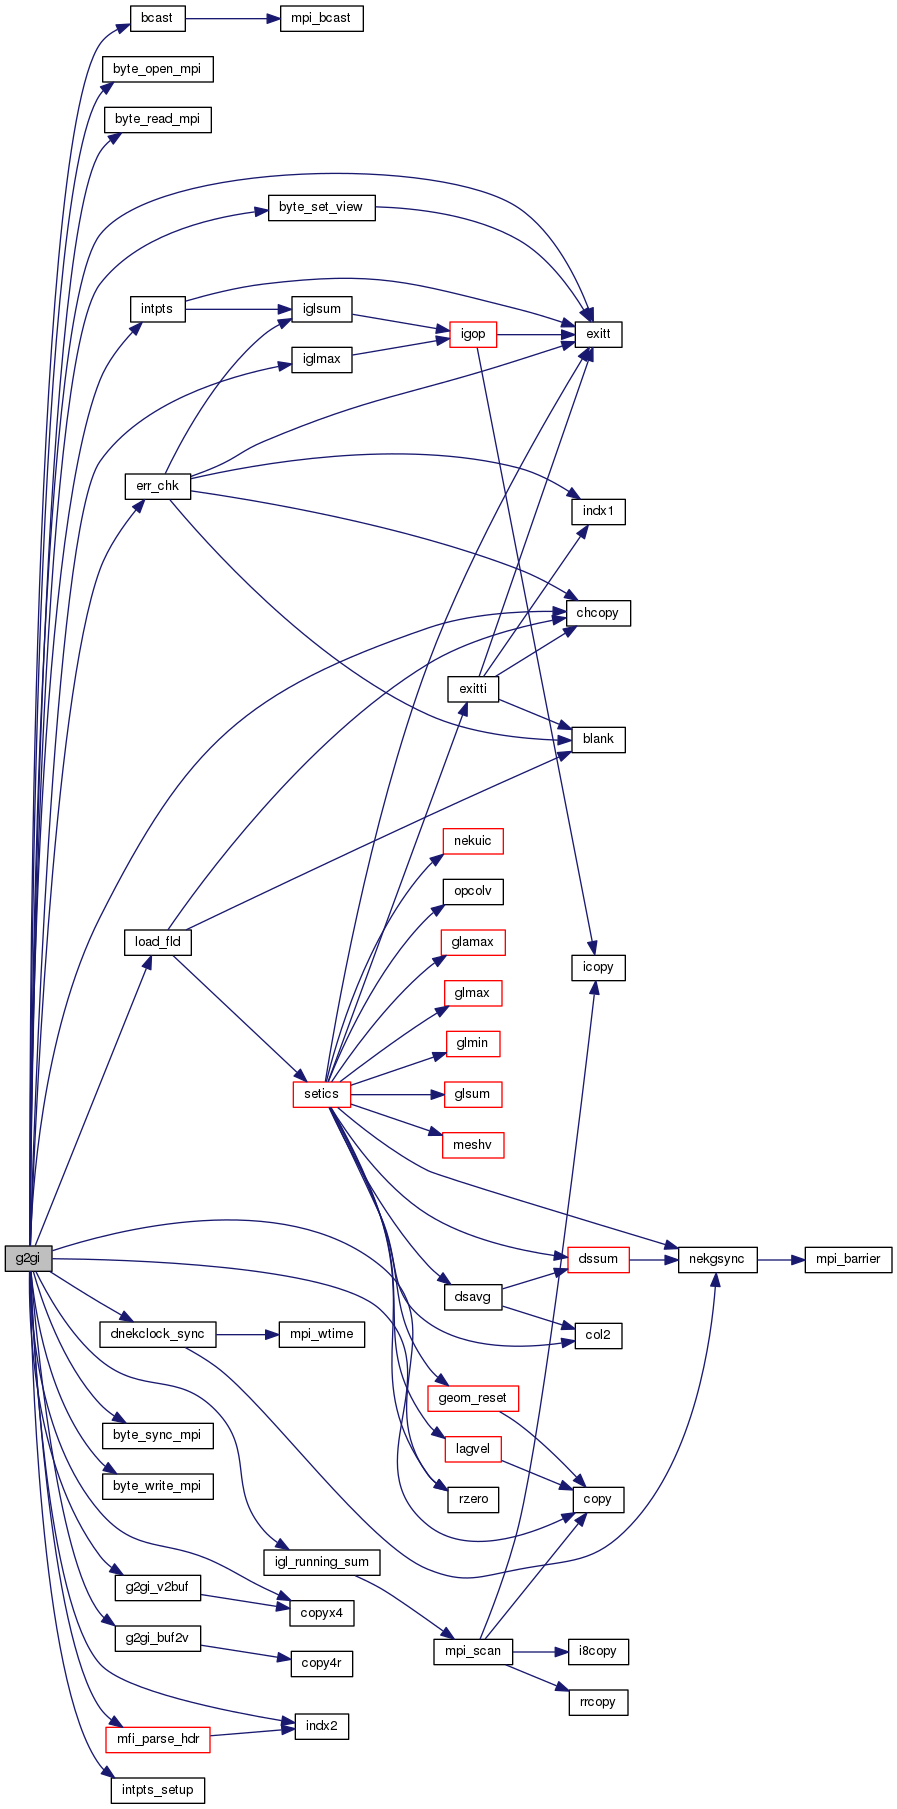 bcast
mpi_bcast
byte_open_mpi
byte_read_mpi
byte_set_view
intpts
iglsum
igop
exitt
iglmax
err_chk
indx1
chcopy
exitti
blank
nekuic
opcolv
load_fld
glamax
icopy
glmax
glmin
setics
glsum
meshv
g2gi
dssum
nekgsync
mpi_barrier
dsavg
dnekclock_sync
mpi_wtime
col2
geom_reset
byte_sync_mpi
lagvel
byte_write_mpi
rzero
copy
igl_running_sum
g2gi_v2buf
copyx4
g2gi_buf2v
mpi_scan
i8copy
copy4r
rrcopy
indx2
mfi_parse_hdr
intpts_setup